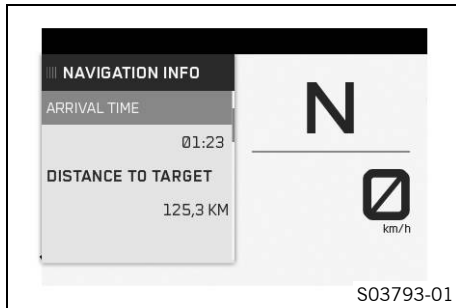 NAVIGATION INFO
ARRIVAL TIME
01:23
DISTANCE TO TARGET
125,3 KM
N
0
km/h
S03793-01